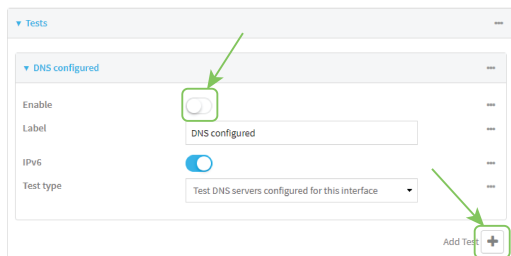 Tests
DNS configured
Enable
Label
DNS configured
IPv6
Test type
Test DNS servers configured for this interface
Add Test